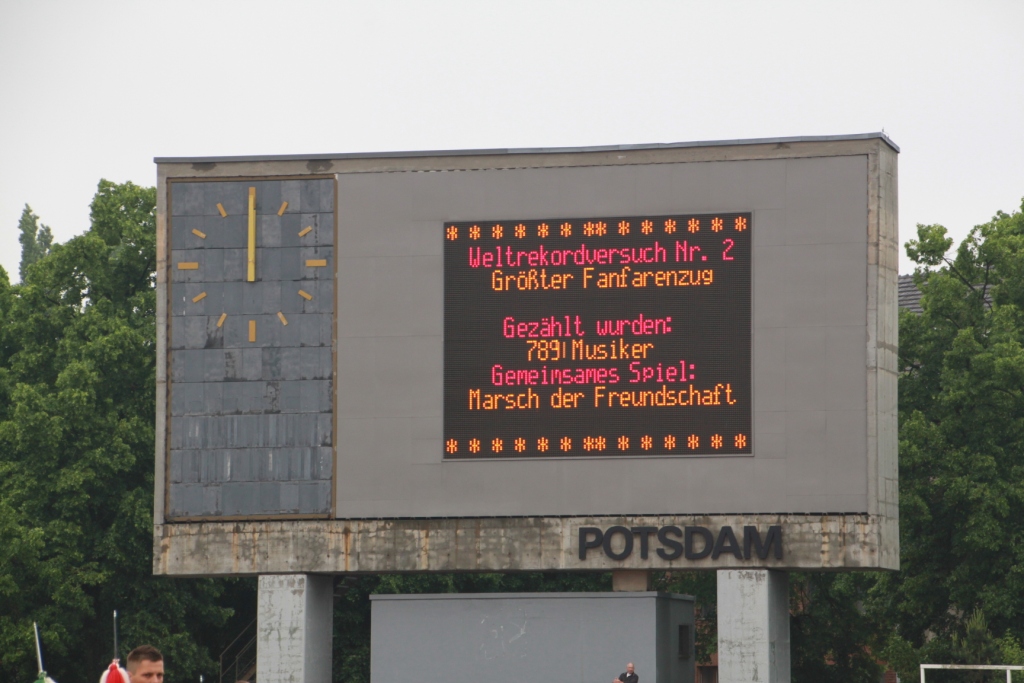 * * * * * * ** * * * * * *
Weltrekordversuch Nr. 2
Größter Fanfarenzug
Gezählt wurden:
789 Musiker
Gemeinsames Spiel:
Marsch der Freundschaft
* * * * * * ** * * * * * *
POTSDAM